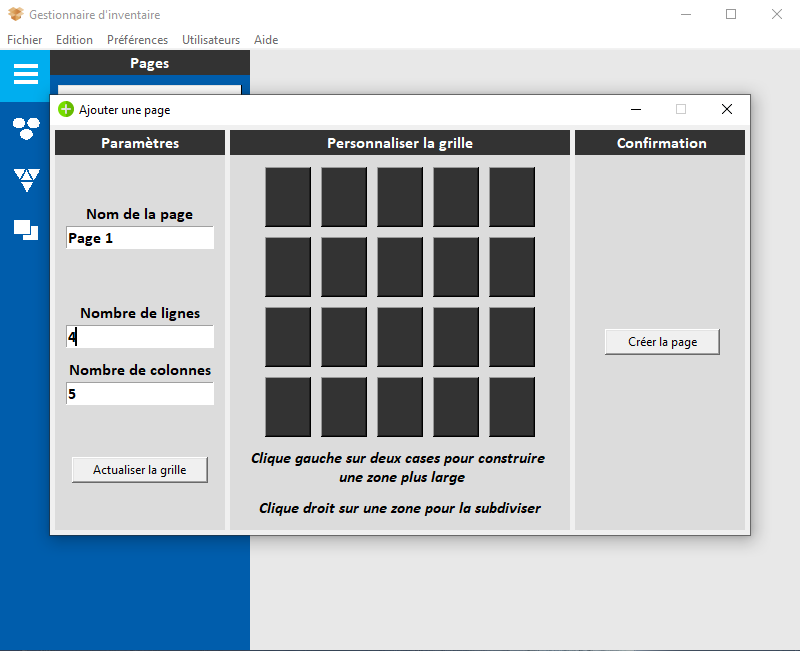 Gestionnaire d'inventaire
Fichier Edition Préférences Utilisateurs Aide
Pages
Ajouter une page
Paramètres
Nom de la page
Page 1
Nombre de lignes
4
Nombre de colonnes
5
Actualiser la grille
Personnaliser la grille
Clique gauche sur deux cases pour construire
une zone plus large
Clique droit sur une zone pour la subdiviser
Confirmation
Créer la page